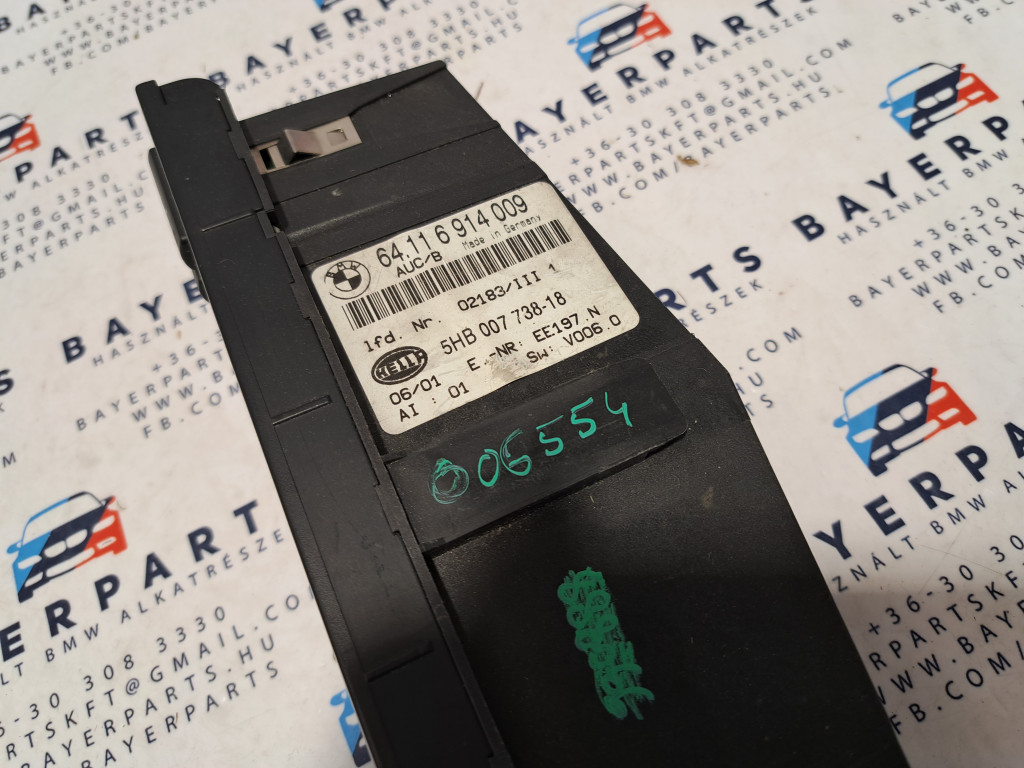 64.11 6 914 009
AUC/B Made in Germany
lfd. Nr. 02183/III 1
HELLA 5HB 007 738-18
06/01 E.-NR: EE197.N
AI : 01 SW: V006.0
006554
BAYERPARTS
HASZNÁLT BMW ALKATRÉSZEK
+36-30 308 3330
BAYERPARTSKFT@GMAIL.COM
WWW.BAYERPARTS.HU
FB.COM/BAYERPARTS